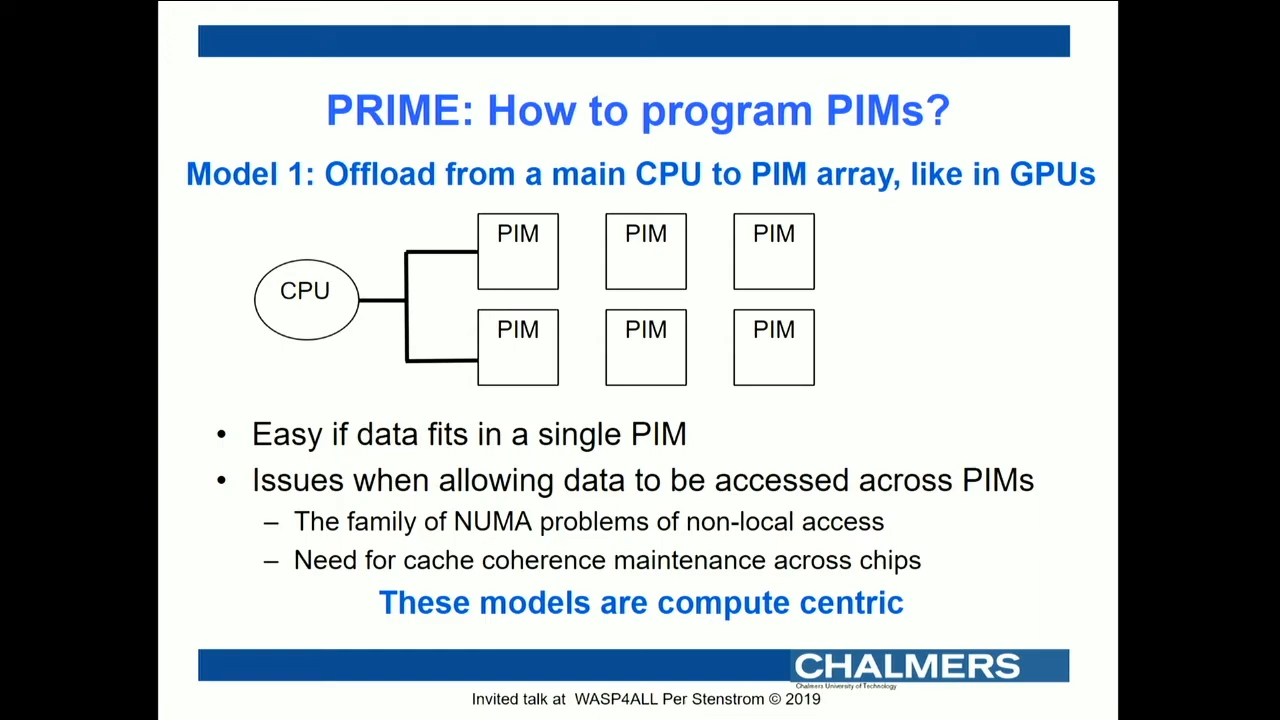 PRIME: How to program PIMs?
Model 1: Offload from a main CPU to PIM array, like in GPUs
PIM PIM PIM
CPU
PIM PIM PIM
• Easy if data fits in a single PIM
• Issues when allowing data to be accessed across PIMs
– The family of NUMA problems of non-local access
– Need for cache coherence maintenance across chips
These models are compute centric
CHALMERS
Chalmers University of Technology
Invited talk at WASP4ALL Per Stenstrom © 2019